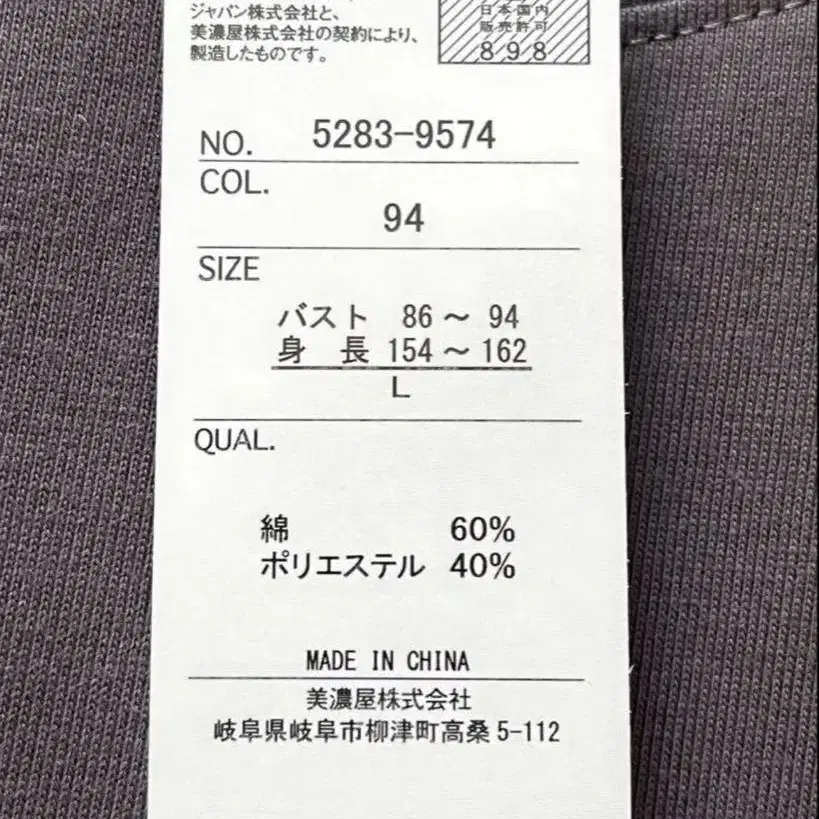 ジャパン株式会社と、
美濃屋株式会社の契約により、
製造したものです。
日本国内
販売許可
898
NO. 5283-9574
COL.
94
SIZE
バスト 86～ 94
身 長 154～162
L
QUAL.
綿 60%
ポリエステル 40%
MADE IN CHINA
美濃屋株式会社
岐阜県岐阜市柳津町高桑5-112